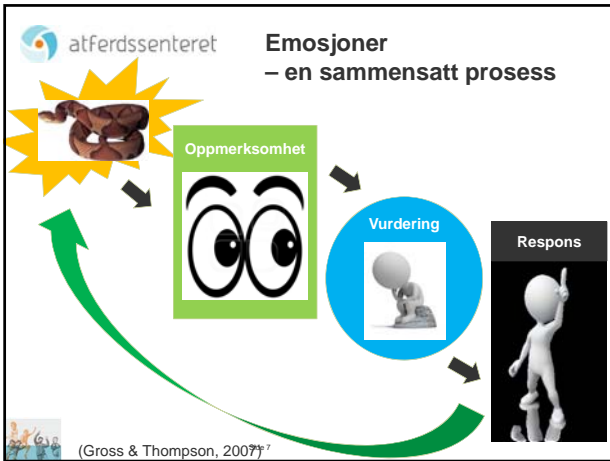 atferdssenteret
Emosjoner
– en sammensatt prosess
Oppmerksomhet
Vurdering
Respons
(Gross & Thompson, 2007)